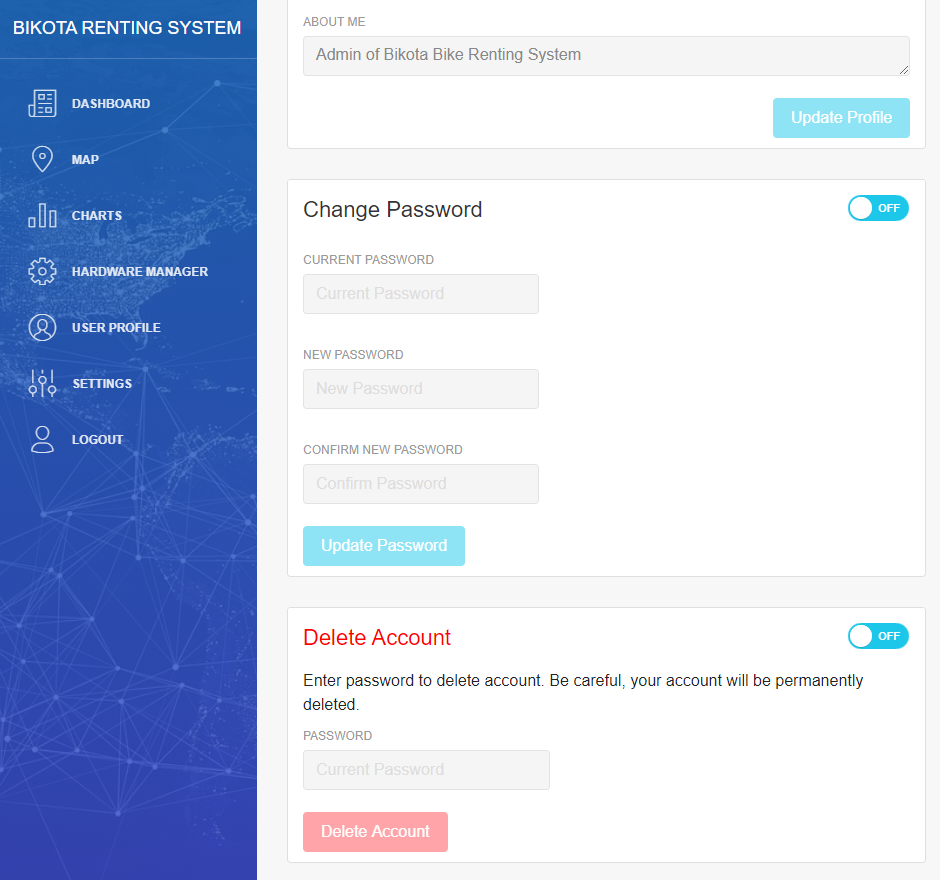 BIKOTA RENTING SYSTEM
DASHBOARD
MAP
CHARTS
HARDWARE MANAGER
USER PROFILE
SETTINGS
LOGOUT
ABOUT ME
Admin of Bikota Bike Renting System
Update Profile
Change Password
OFF
CURRENT PASSWORD
Current Password
NEW PASSWORD
New Password
CONFIRM NEW PASSWORD
Confirm Password
Update Password
Delete Account
OFF
Enter password to delete account. Be careful, your account will be permanently
deleted.
PASSWORD
Current Password
Delete Account